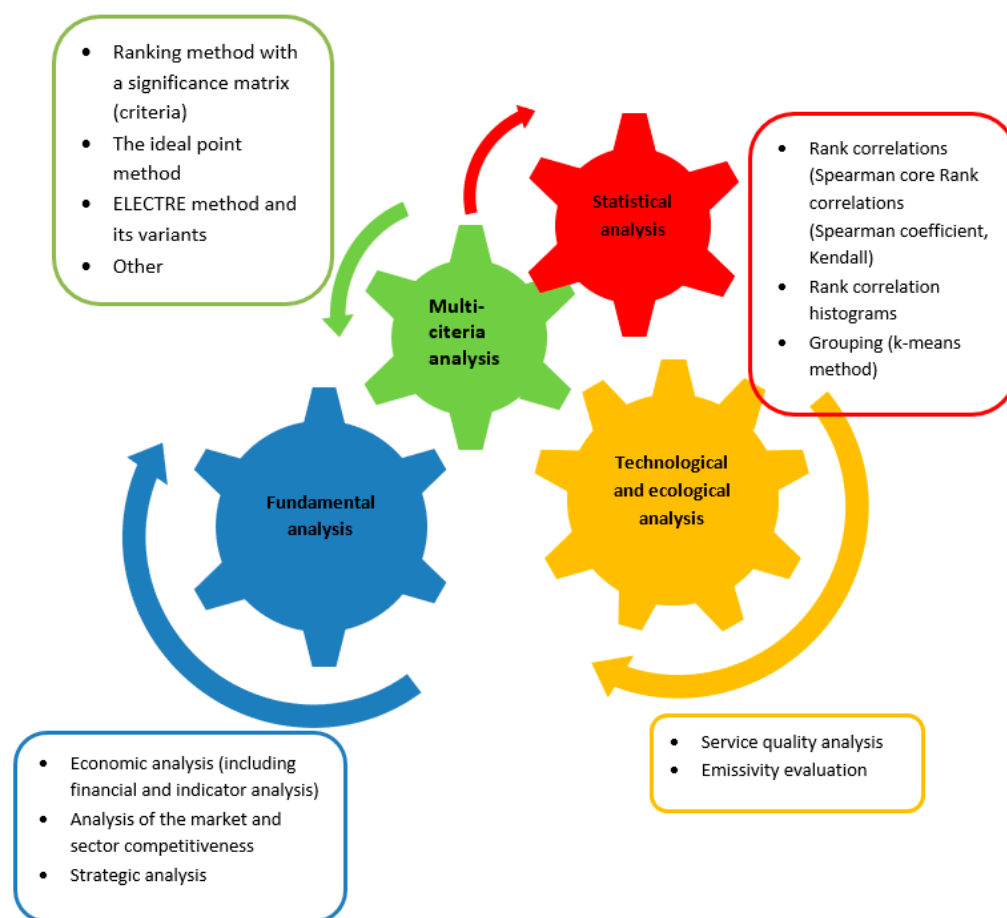 • Ranking method with
a significance matrix
(criteria)
• The ideal point
method
• ELECTRE method and
its variants
• Other
Statistical
analysis
• Rank correlations
(Spearman core Rank
correlations
(Spearman coefficient,
Kendall)
• Rank correlation
histograms
• Grouping (k-means
method)
Multi-
citeria
analysis
Fundamental
analysis
Technological
and ecological
analysis
• Economic analysis (including
financial and indicator analysis)
• Analysis of the market and
sector competitiveness
• Strategic analysis
• Service quality analysis
• Emissivity evaluation